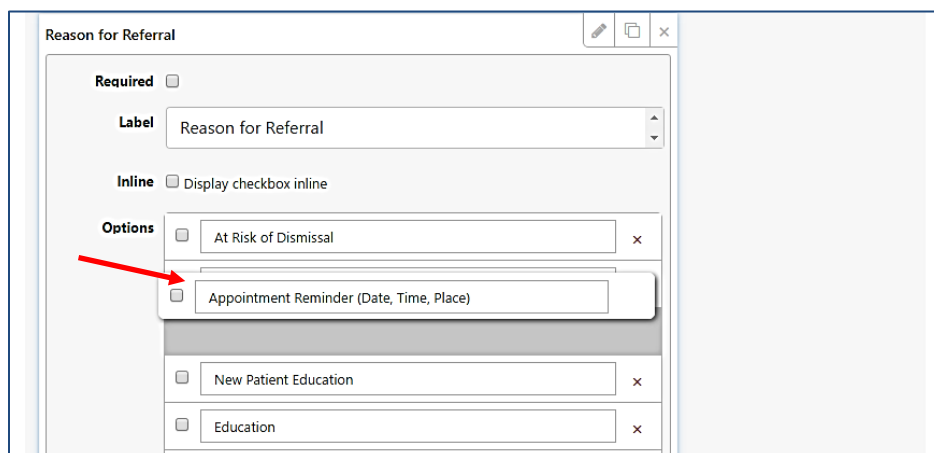 Reason for Referral
Required
Label
Reason for Referral
Inline
Display checkbox inline
Options
At Risk of Dismissal
Appointment Reminder (Date, Time, Place)
New Patient Education
Education